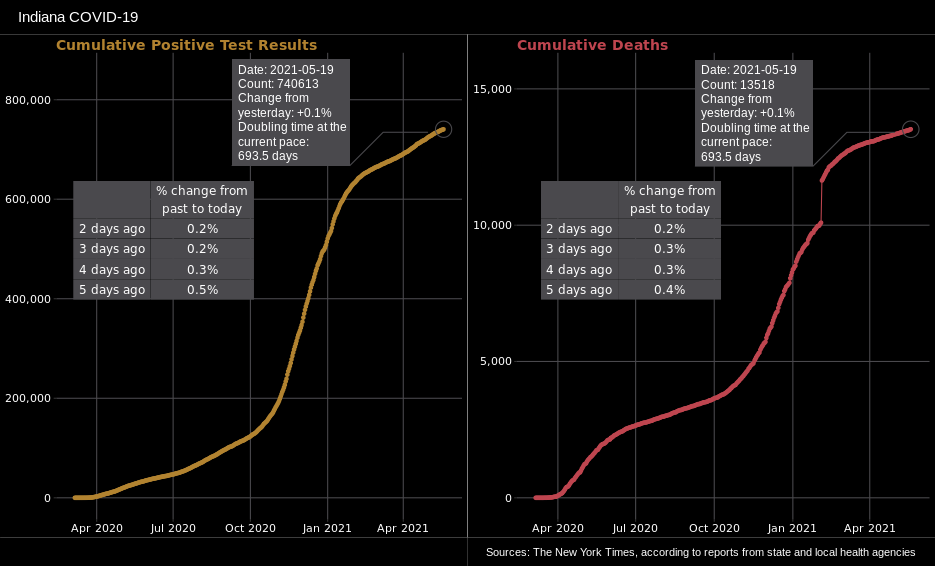 Indiana COVID-19
Cumulative Positive Test Results
Date: 2021-05-19
Count: 740613
Change from
yesterday: +0.1%
Doubling time at the
current pace:
693.5 days
% change from
past to today
2 days ago 0.2%
3 days ago 0.2%
4 days ago 0.3%
5 days ago 0.5%
800,000
600,000
400,000
200,000
0
Apr 2020 Jul 2020 Oct 2020 Jan 2021 Apr 2021
Cumulative Deaths
Date: 2021-05-19
Count: 13518
Change from
yesterday: +0.1%
Doubling time at the
current pace:
693.5 days
% change from
past to today
2 days ago 0.2%
3 days ago 0.3%
4 days ago 0.3%
5 days ago 0.4%
15,000
10,000
5,000
0
Apr 2020 Jul 2020 Oct 2020 Jan 2021 Apr 2021
Sources: The New York Times, according to reports from state and local health agencies